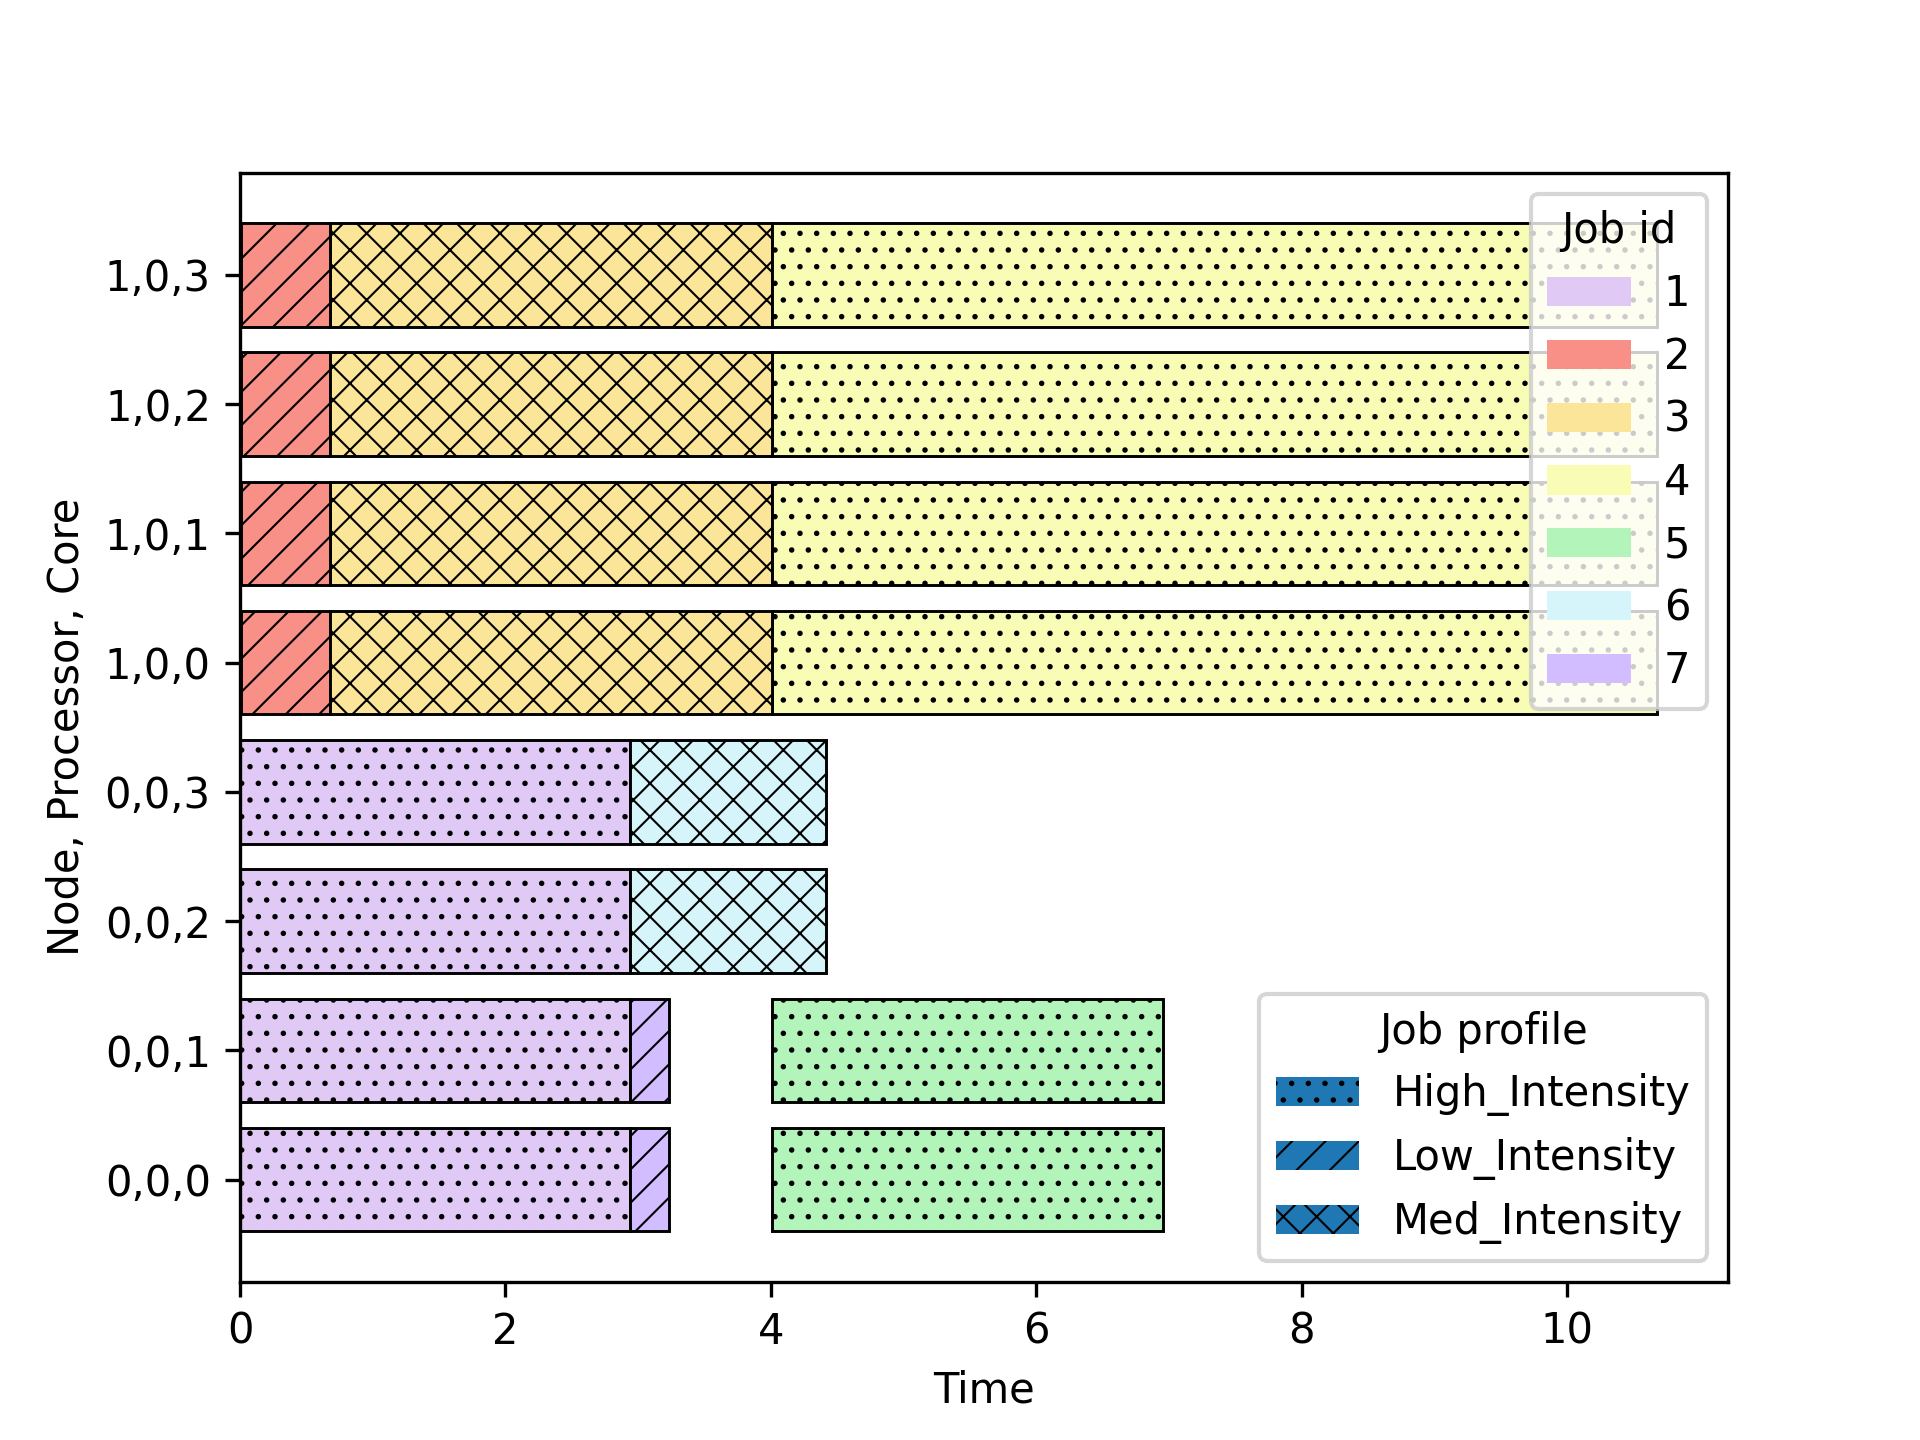 Job id
1
2
3
4
5
6
7
1,0,3
1,0,2
1,0,1
1,0,0
0,0,3
0,0,2
0,0,1
0,0,0
Node, Processor, Core
Job profile
High_Intensity
Low_Intensity
Med_Intensity
0 2 4 6 8 10
Time